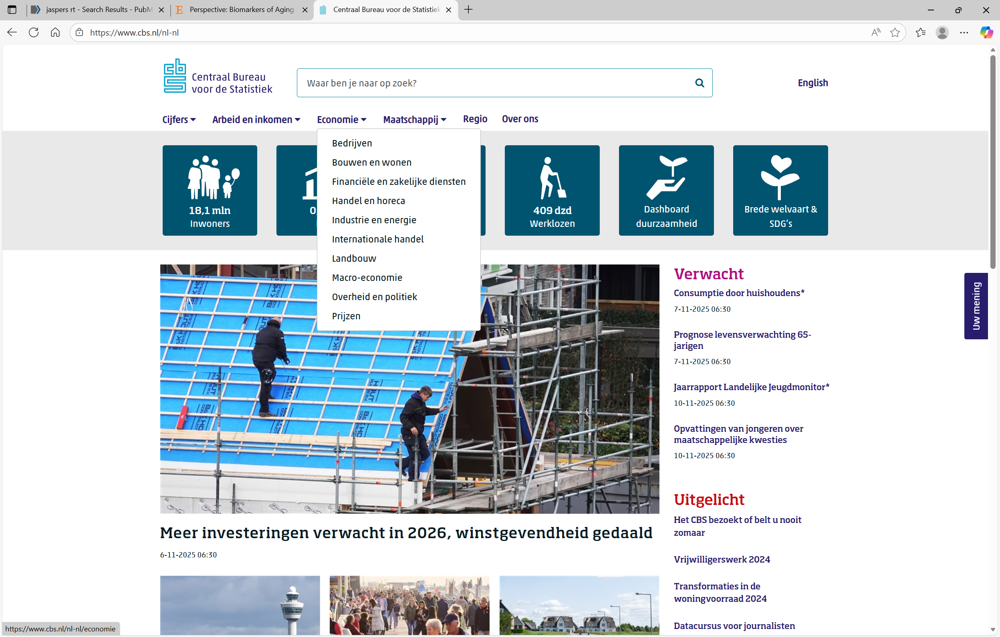 jaspers rt - Search Results - PubM
Perspective: Biomarkers of Aging
Centraal Bureau voor de Statistiek
https://www.cbs.nl/nl-nl
Centraal Bureau
voor de Statistiek
Waar ben je naar op zoek?
English
Cijfers
Arbeid en inkomen
Economie
Maatschappij
Regio
Over ons
Bedrijven
Bouwen en wonen
Financiële en zakelijke diensten
Handel en horeca
Industrie en energie
Internationale handel
Landbouw
Macro-economie
Overheid en politiek
Prijzen
18,1 mln
Inwoners
0,
409 dzd
Werklozen
Dashboard
duurzaamheid
Brede welvaart &
SDG's
Verwacht
Consumptie door huishoudens*
7-11-2025 06:30
Prognose levensverwachting 65-
jarigen
7-11-2025 06:30
Jaarrapport Landelijke Jeugdmonitor*
10-11-2025 06:30
Opvattingen van jongeren over
maatschappelijke kwesties
10-11-2025 06:30
Uw mening
Uitgelicht
Het CBS bezoekt of belt u nooit
zomaar
Vrijwilligerswerk 2024
Transformaties in de
woningvoorraad 2024
Datacursus voor journalisten
Meer investeringen verwacht in 2026, winstgevendheid gedaald
6-11-2025 06:30
https://www.cbs.nl/nl-nl/economie